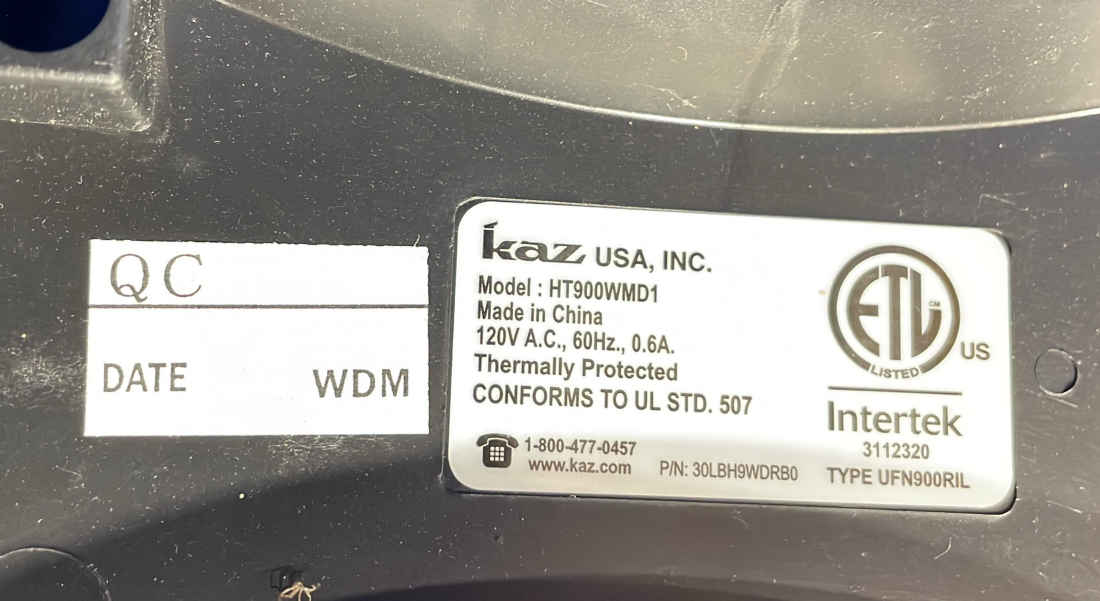 QC
DATE WDM
kaz USA, INC.
Model : HT900WMD1
Made in China
120V A.C., 60Hz., 0.6A.
Thermally Protected
CONFORMS TO UL STD. 507
1-800-477-0457
www.kaz.com
P/N: 30LBH9WDRB0
ETL CM
LISTED
US
Intertek
3112320
TYPE UFN900RIL